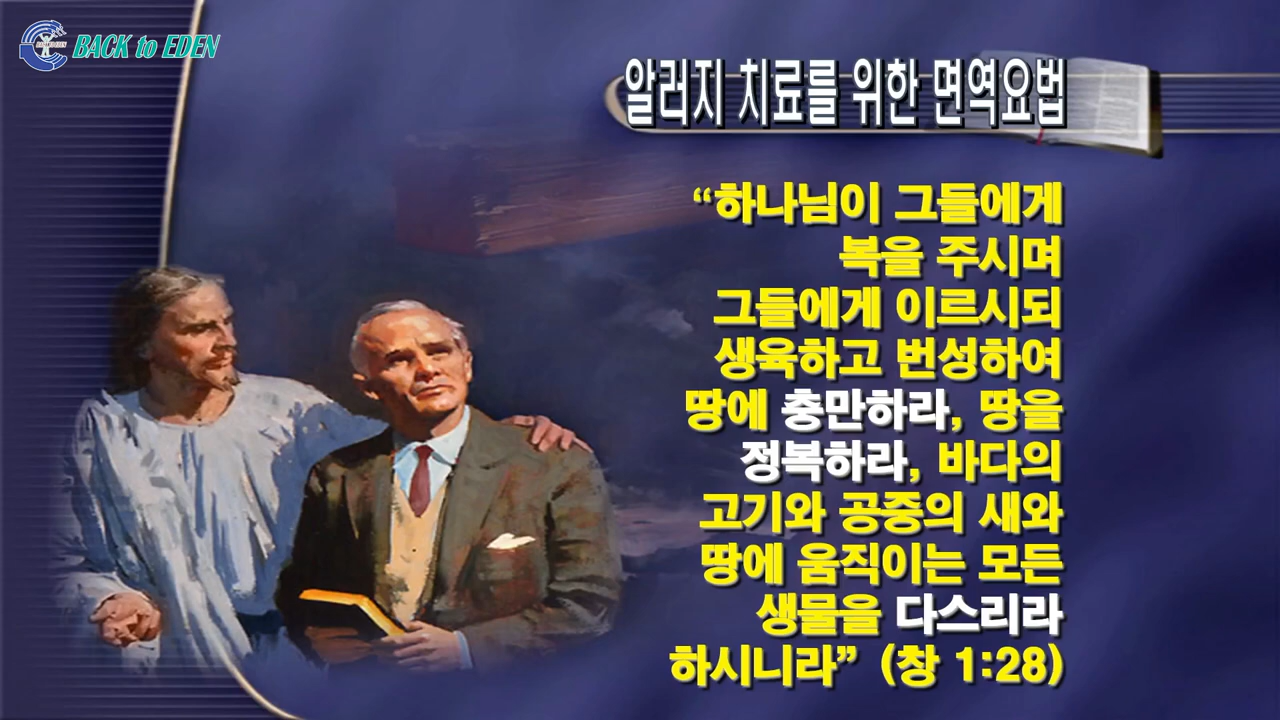 BACK to EDEN
알러지 치료를 위한 면역요법
“하나님이 그들에게
복을 주시며
그들에게 이르시되
생육하고 번성하여
땅에 충만하라, 땅을
정복하라, 바다의
고기와 공중의 새와
땅에 움직이는 모든
생물을 다스리라
하시니라” (창 1:28)